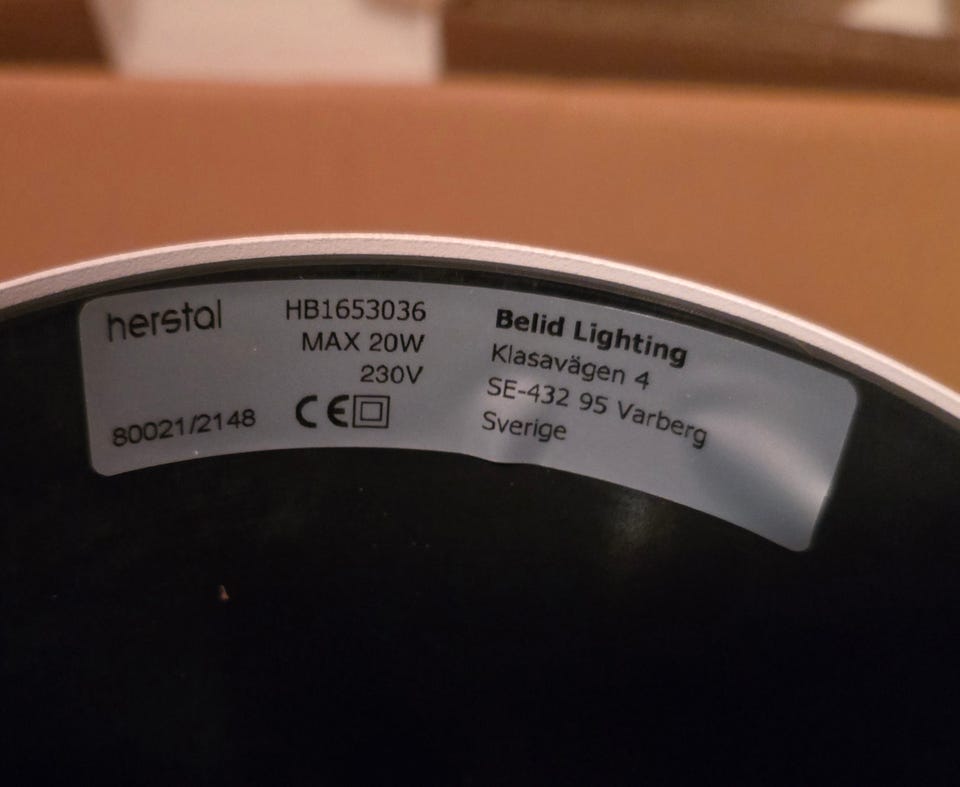 herstal
80021/2148
HB1653036
MAX 20W
230V
CE
Belid Lighting
Klasavägen 4
SE-432 95 Varberg
Sverige